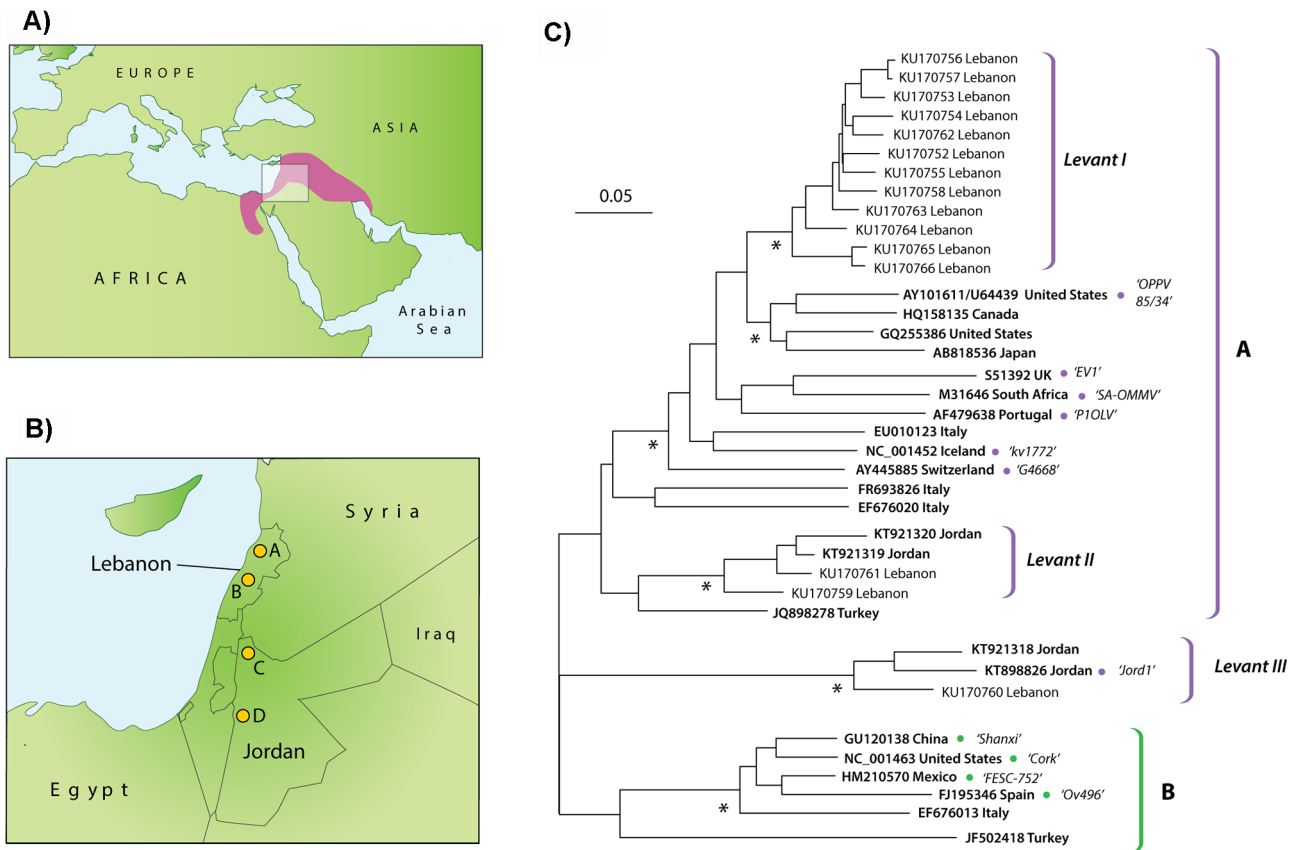 A)
EUROPE
ASIA
AFRICA
Arabian
Sea
B)
Syria
Lebanon
A
B
Iraq
C
D
Jordan
Egypt
C)
0.05
KU170756 Lebanon
KU170757 Lebanon
KU170753 Lebanon
KU170754 Lebanon
KU170762 Lebanon
KU170752 Lebanon
KU170755 Lebanon
KU170758 Lebanon
KU170763 Lebanon
KU170764 Lebanon
KU170765 Lebanon
KU170766 Lebanon
Levant I
*
AY101611/U64439 United States
'OPPV
85/34'
HQ158135 Canada
GQ255386 United States
AB818536 Japan
*
S51392 UK 'EV1'
M31646 South Africa 'SA-OMMV'
AF479638 Portugal 'P1OLV'
EU010123 Italy
NC_001452 Iceland 'kv1772'
AY445885 Switzerland 'G4668'
*
FR693826 Italy
EF676020 Italy
KT921320 Jordan
KT921319 Jordan
KU170761 Lebanon
KU170759 Lebanon
Levant II
*
JQ898278 Turkey
A
KT921318 Jordan
KT898826 Jordan 'Jord1'
KU170760 Lebanon
Levant III
*
GU120138 China 'Shanxi'
NC_001463 United States 'Cork'
HM210570 Mexico 'FESC-752'
FJ195346 Spain 'Ov496'
EF676013 Italy
*
JF502418 Turkey
B